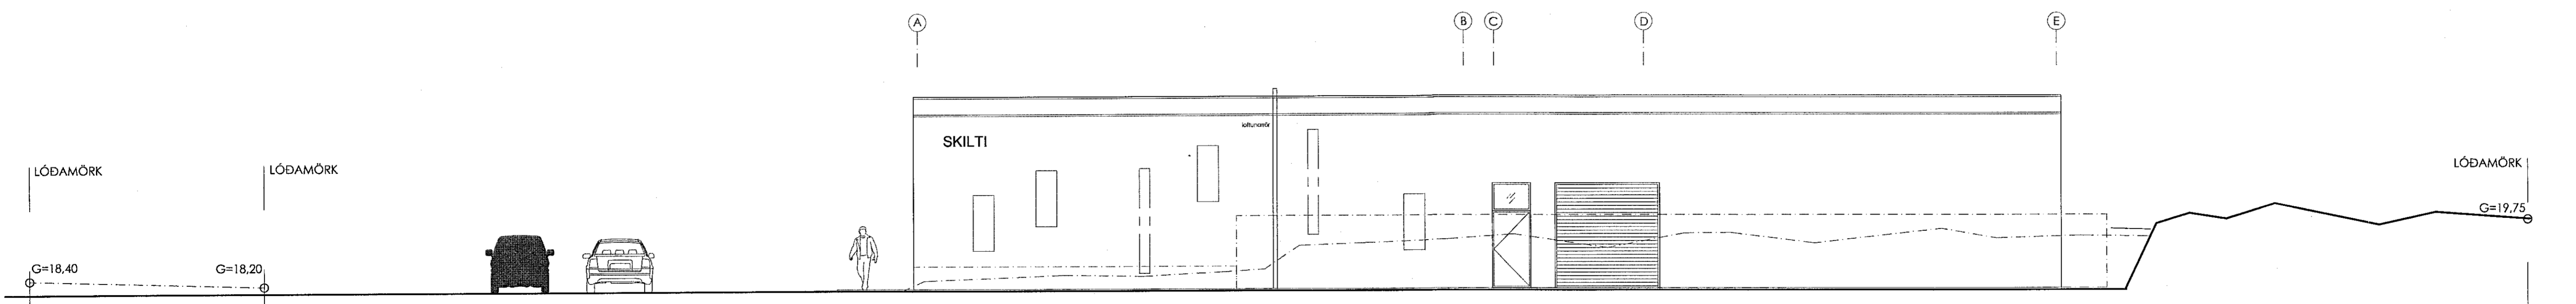 A
B
C
D
E
loftunarrör
SKILTI
LÓÐAMÖRK
LÓÐAMÖRK
LÓÐAMÖRK
G=19,75
G=18,40
G=18,20